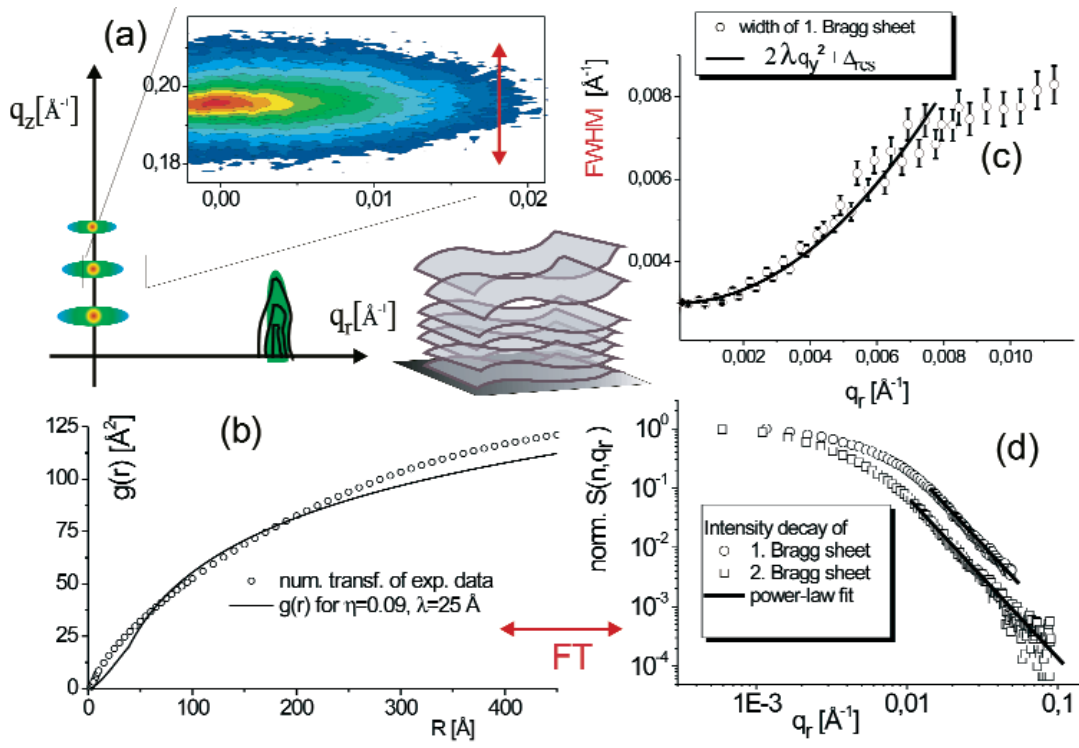 (a)
q_z[Å⁻¹]
0,20
0,18
0,00
0,01
0,02
q_r[Å⁻¹]
width of 1. Bragg sheet
2 λ q_y² + Δ_res
FWHM [Å⁻¹]
0,008
0,006
0,004
0,002
0,002
0,004
0,006
0,008
0,010
q_r [Å⁻¹]
(c)
(b)
g(r) [Å²]
125
100
75
50
25
0
num. transf. of exp. data
g(r) for η=0.09, λ=25 Å
0
100
200
300
400
R [Å]
FT
(d)
norm. S(n,q_r)
10⁰
10⁻¹
10⁻²
10⁻³
10⁻⁴
Intensity decay of
1. Bragg sheet
2. Bragg sheet
power-law fit
1E-3
0,01
0,1
q_r [Å⁻¹]